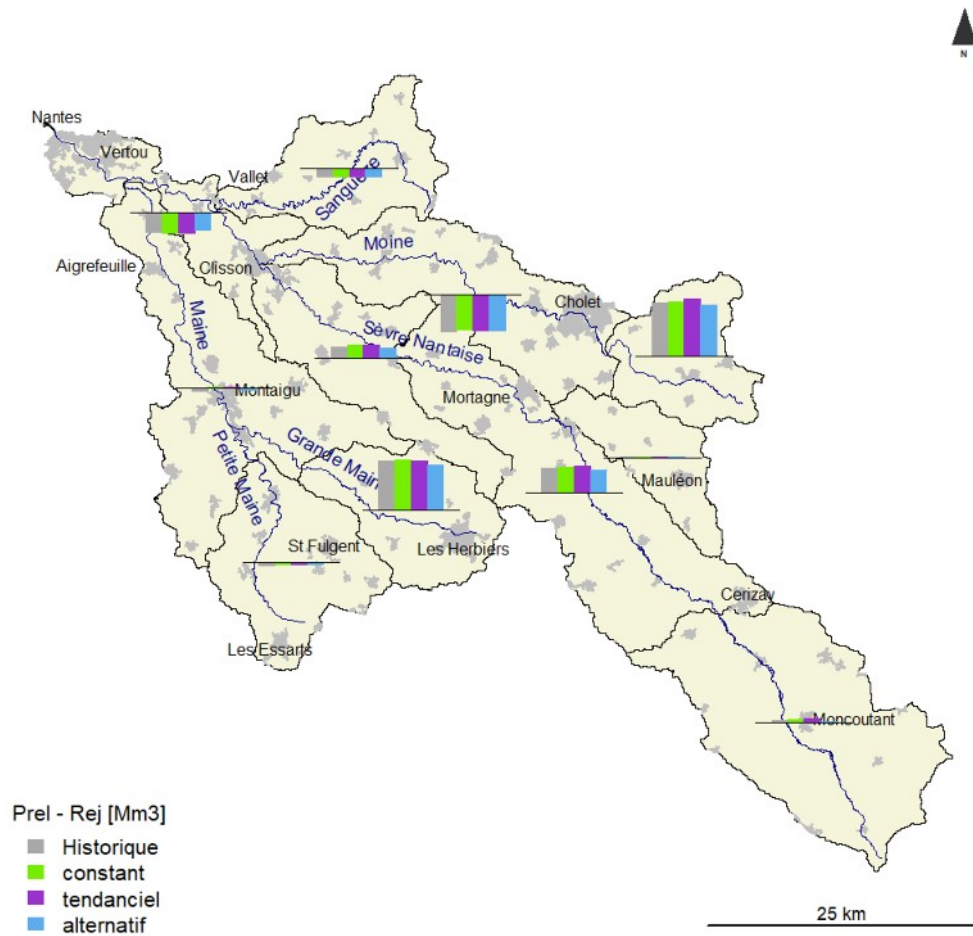 N
Nantes
Vertou
Vallet
Sanguèze
Moine
Aigrefeuille
Clisson
Cholet
Maine
Sèvre Nantaise
Montaigu
Mortagne
Petite Maine
Grande Main
Mauléon
St Fulgent
Les Herbiers
Cerizay
Les Essarts
Moncoutant
Prel - Rej [Mm3]
Historique
constant
tendanciel
alternatif
25 km